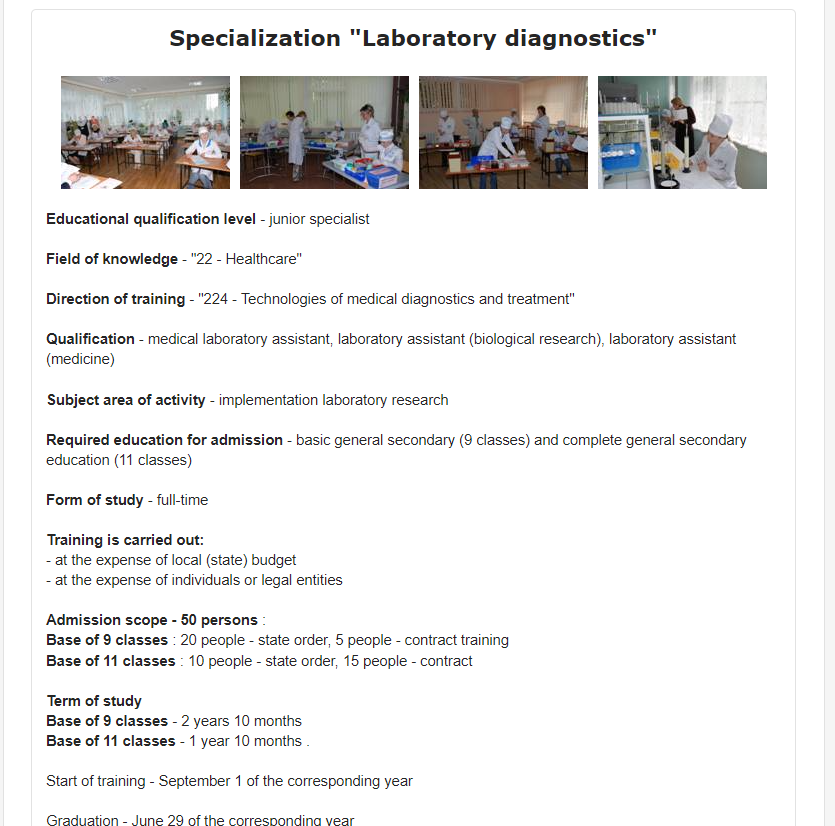 Specialization "Laboratory diagnostics"
Educational qualification level - junior specialist
Field of knowledge - "22 - Healthcare"
Direction of training - "224 - Technologies of medical diagnostics and treatment"
Qualification - medical laboratory assistant, laboratory assistant (biological research), laboratory assistant
(medicine)
Subject area of activity - implementation laboratory research
Required education for admission - basic general secondary (9 classes) and complete general secondary
education (11 classes)
Form of study - full-time
Training is carried out:
- at the expense of local (state) budget
- at the expense of individuals or legal entities
Admission scope - 50 persons :
Base of 9 classes : 20 people - state order, 5 people - contract training
Base of 11 classes : 10 people - state order, 15 people - contract
Term of study
Base of 9 classes - 2 years 10 months
Base of 11 classes - 1 year 10 months .
Start of training - September 1 of the corresponding year
Graduation - June 29 of the corresponding year